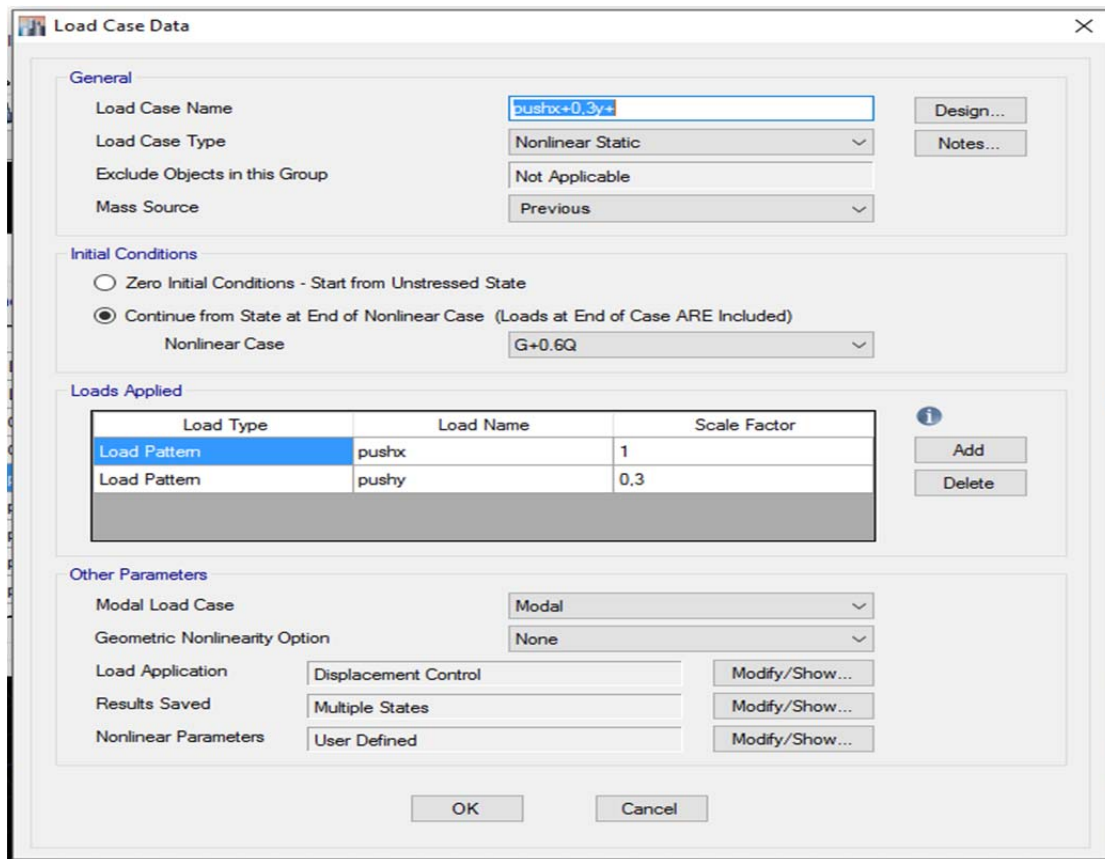 Load Case Data
General
Load Case Name pushx+0,3y+ Design...
Load Case Type Nonlinear Static Notes...
Exclude Objects in this Group Not Applicable
Mass Source Previous
Initial Conditions
Zero Initial Conditions - Start from Unstressed State
Continue from State at End of Nonlinear Case (Loads at End of Case ARE Included)
Nonlinear Case G+0.6Q
Loads Applied
Load Type Load Name Scale Factor
Load Pattern pushx 1 Add
Load Pattern pushy 0,3 Delete
Other Parameters
Modal Load Case Modal
Geometric Nonlinearity Option None
Load Application Displacement Control Modify/Show...
Results Saved Multiple States Modify/Show...
Nonlinear Parameters User Defined Modify/Show...
OK Cancel